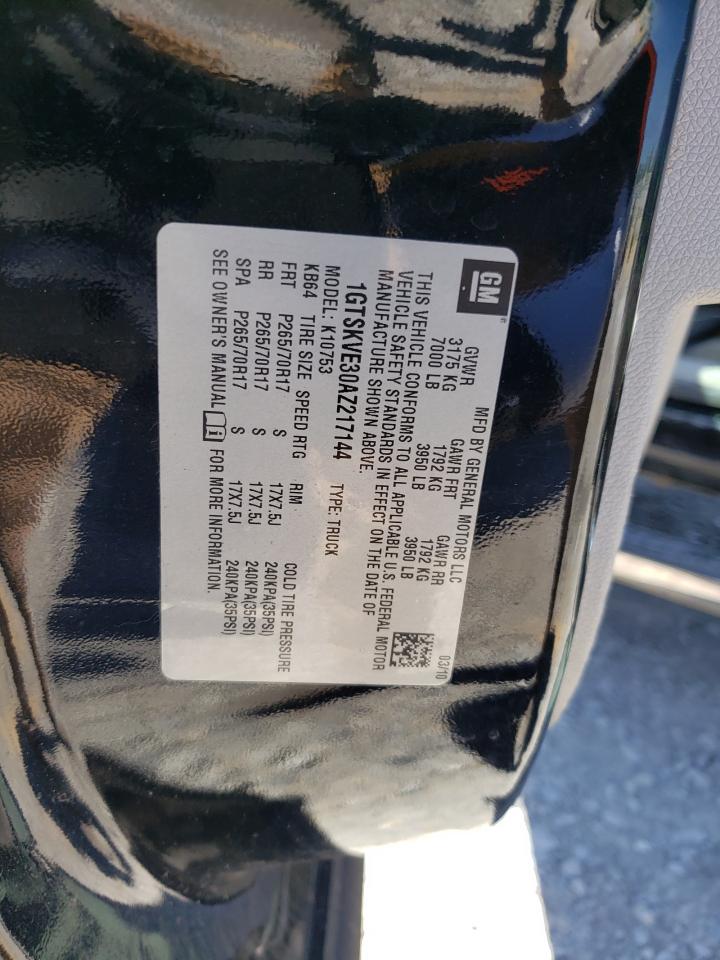 GM
MFD BY GENERAL MOTORS LLC 03/10
GVWR GAWR FRT GAWR RR
3175 KG 1792 KG 1792 KG
7000 LB 3950 LB 3950 LB
THIS VEHICLE CONFORMS TO ALL APPLICABLE U.S. FEDERAL MOTOR
VEHICLE SAFETY STANDARDS IN EFFECT ON THE DATE OF
MANUFACTURE SHOWN ABOVE.
1GTSKVE30AZ217144 TYPE: TRUCK
MODEL: K10753
KB64 TIRE SIZE SPEED RTG RIM COLD TIRE PRESSURE
FRT P265/70R17 S 17X7.5J 240KPA(35PSI)
RR P265/70R17 S 17X7.5J 240KPA(35PSI)
SPA P265/70R17 S 17X7.5J 240KPA(35PSI)
SEE OWNER'S MANUAL FOR MORE INFORMATION.